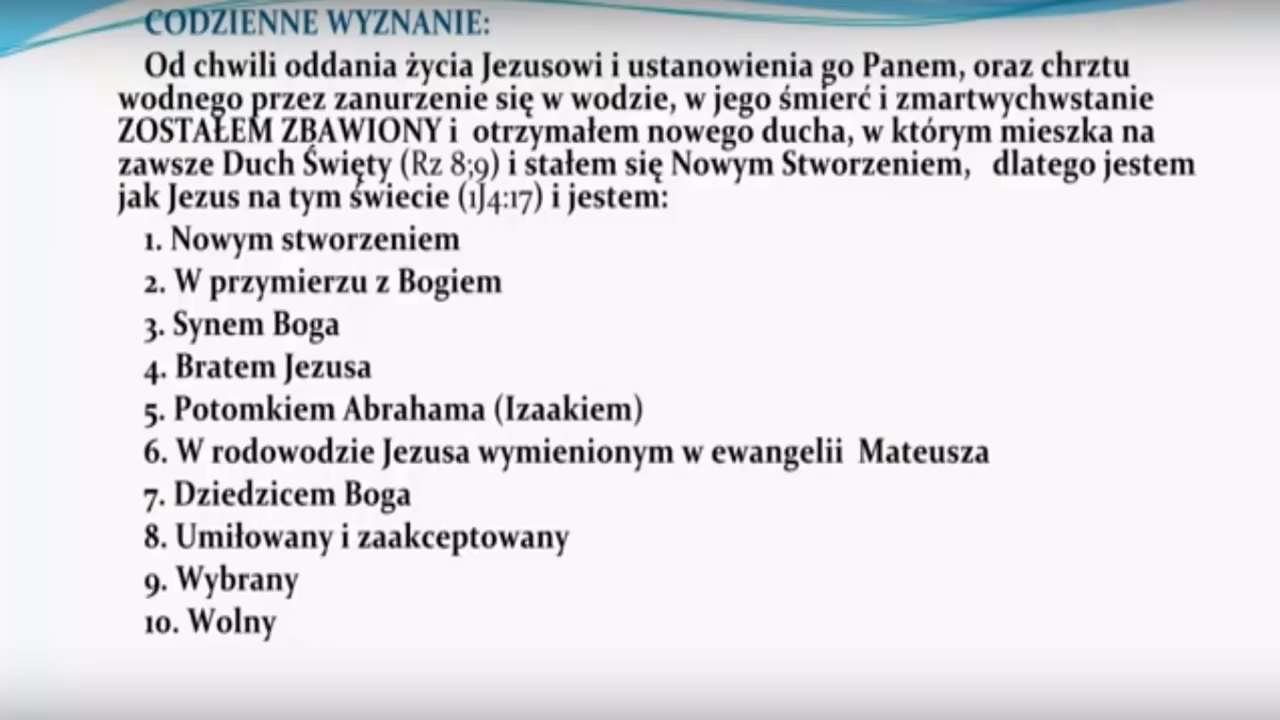 CODZIENNE WYZNANIE:
Od chwili oddania życia Jezusowi i ustanowienia go Panem, oraz chrztu
wodnego przez zanurzenie się w wodzie, w jego śmierć i zmartwychwstanie
ZOSTAŁEM ZBAWIONY i otrzymałem nowego ducha, w którym mieszka na
zawsze Duch Święty (Rz 8;9) i stałem się Nowym Stworzeniem, dlatego jestem
jak Jezus na tym świecie (1J4:17) i jestem:
1. Nowym stworzeniem
2. W przymierzu z Bogiem
3. Synem Boga
4. Bratem Jezusa
5. Potomkiem Abrahama (Izaakiem)
6. W rodowodzie Jezusa wymienionym w ewangelii Mateusza
7. Dziedzicem Boga
8. Umiłowany i zaakceptowany
9. Wybrany
10. Wolny